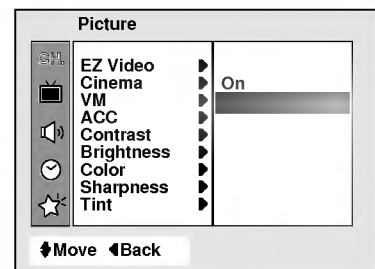 Picture
CH.
EZ Video
Cinema
On
VM
ACC
Contrast
Brightness
Color
Sharpness
Tint
Move Back